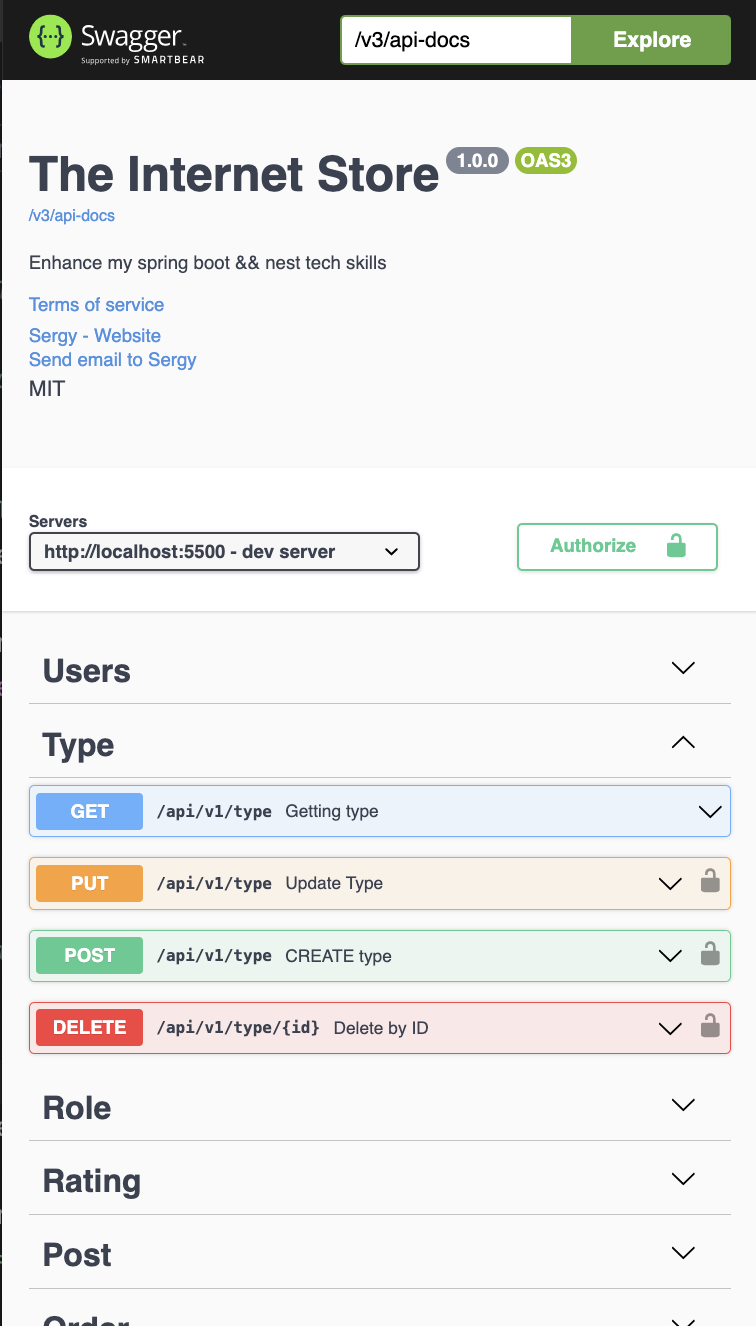 Swagger
Supported by SMARTBEAR
/v3/api-docs
Explore
The Internet Store 1.0.0 OAS3
/v3/api-docs
Enhance my spring boot && nest tech skills
Terms of service
Sergy - Website
Send email to Sergy
MIT
Servers
http://localhost:5500 - dev server
Authorize
Users
Type
GET /api/v1/type Getting type
PUT /api/v1/type Update Type
POST /api/v1/type CREATE type
DELETE /api/v1/type/{id} Delete by ID
Role
Rating
Post
Order